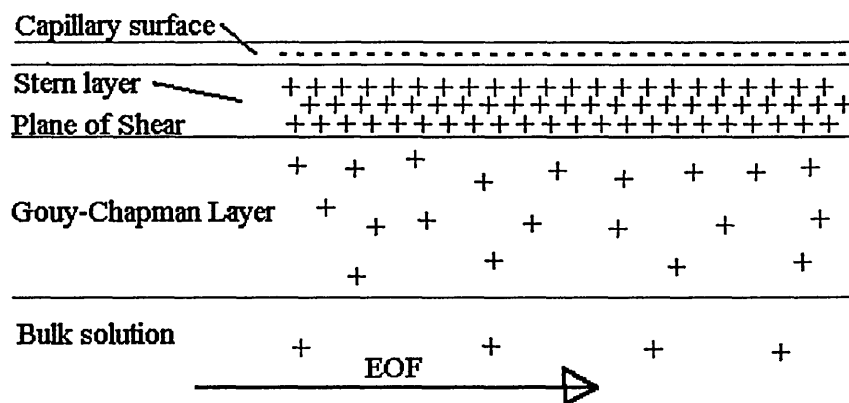 Capillary surface
Stern layer
Plane of Shear
Gouy-Chapman Layer
Bulk solution
EOF